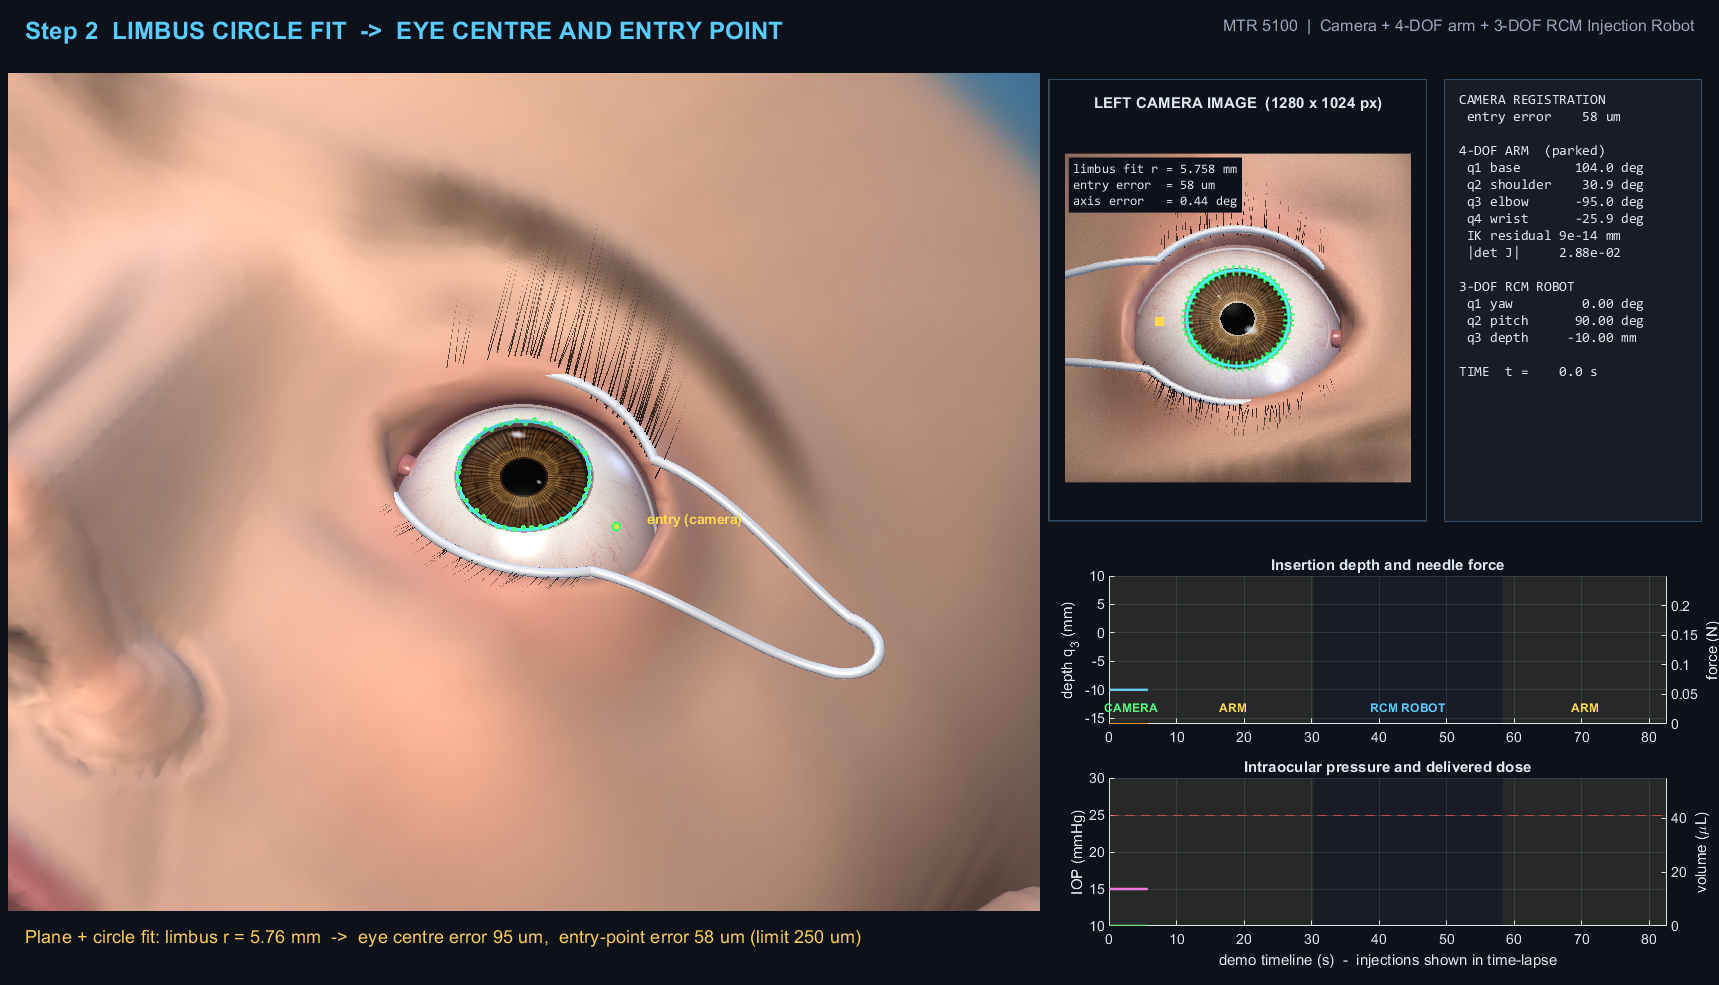 Step 2  LIMBUS CIRCLE FIT  ->  EYE CENTRE AND ENTRY POINT
MTR 5100  |  Camera + 4-DOF arm + 3-DOF RCM Injection Robot
entry (camera)
Plane + circle fit: limbus r = 5.76 mm  ->  eye centre error 95 um,  entry-point error 58 um (limit 250 um)
LEFT CAMERA IMAGE  (1280 x 1024 px)
limbus fit r = 5.758 mm
entry error  = 58 um
axis error   = 0.44 deg
CAMERA REGISTRATION
entry error    58 um
4-DOF ARM  (parked)
q1 base       104.0 deg
q2 shoulder    30.9 deg
q3 elbow      -95.0 deg
q4 wrist      -25.9 deg
IK residual 9e-14 mm
|det J|     2.88e-02
3-DOF RCM ROBOT
q1 yaw         0.00 deg
q2 pitch      90.00 deg
q3 depth     -10.00 mm
TIME  t =    0.0 s
Insertion depth and needle force
10
5
0
-5
-10
-15
depth q3 (mm)
0.2
0.15
0.1
0.05
0
force (N)
CAMERA
ARM
RCM ROBOT
ARM
0 10 20 30 40 50 60 70 80
Intraocular pressure and delivered dose
30
25
20
15
10
IOP (mmHg)
40
20
0
volume (μL)
0 10 20 30 40 50 60 70 80
demo timeline (s)  -  injections shown in time-lapse